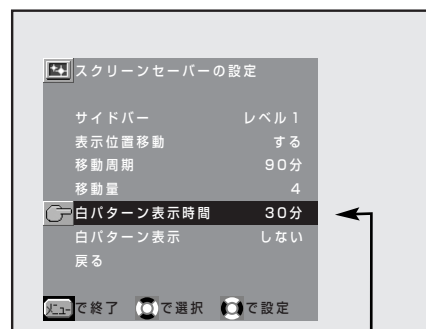 スクリーンセーバーの設定
サイドバー レベル1
表示位置移動 する
移動周期 90分
移動量 4
白パターン表示時間 30分
白パターン表示 しない
戻る
メニューで終了 で選択 で設定